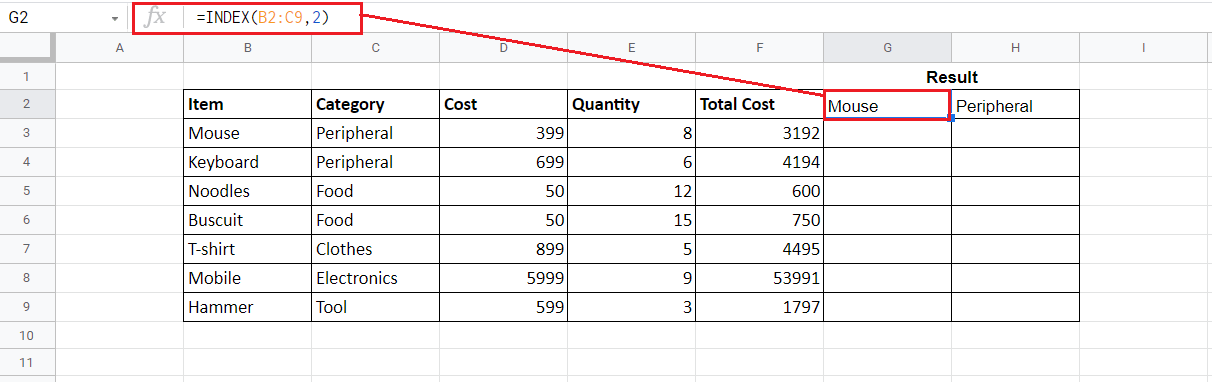 G2 fx =INDEX(B2:C9,2)
A B C D E F G H I
1 Result
2 Item Category Cost Quantity Total Cost Mouse Peripheral
3 Mouse Peripheral 399 8 3192
4 Keyboard Peripheral 699 6 4194
5 Noodles Food 50 12 600
6 Buscuit Food 50 15 750
7 T-shirt Clothes 899 5 4495
8 Mobile Electronics 5999 9 53991
9 Hammer Tool 599 3 1797
10
11